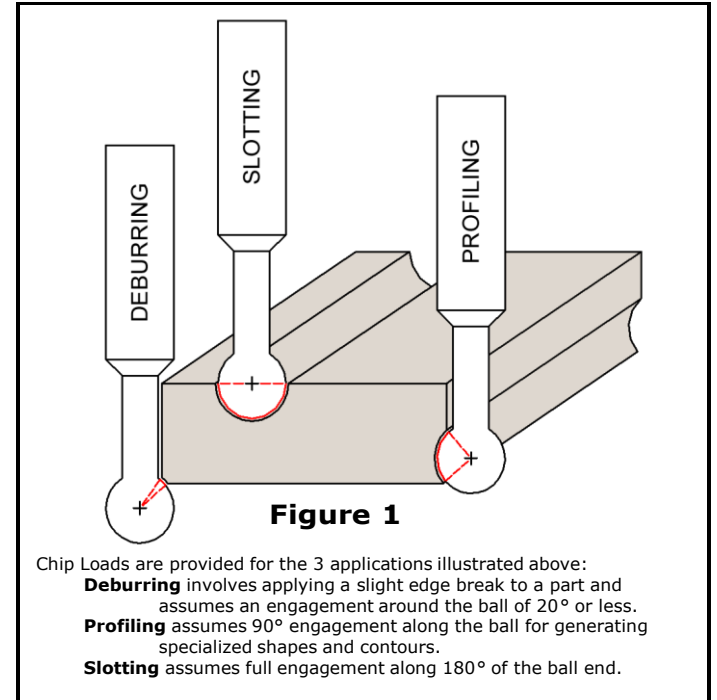 SLOTTING
PROFILING
DEBURRING
Figure 1
Chip Loads are provided for the 3 applications illustrated above:
Deburring involves applying a slight edge break to a part and
assumes an engagement around the ball of 20° or less.
Profiling assumes 90° engagement along the ball for generating
specialized shapes and contours.
Slotting assumes full engagement along 180° of the ball end.